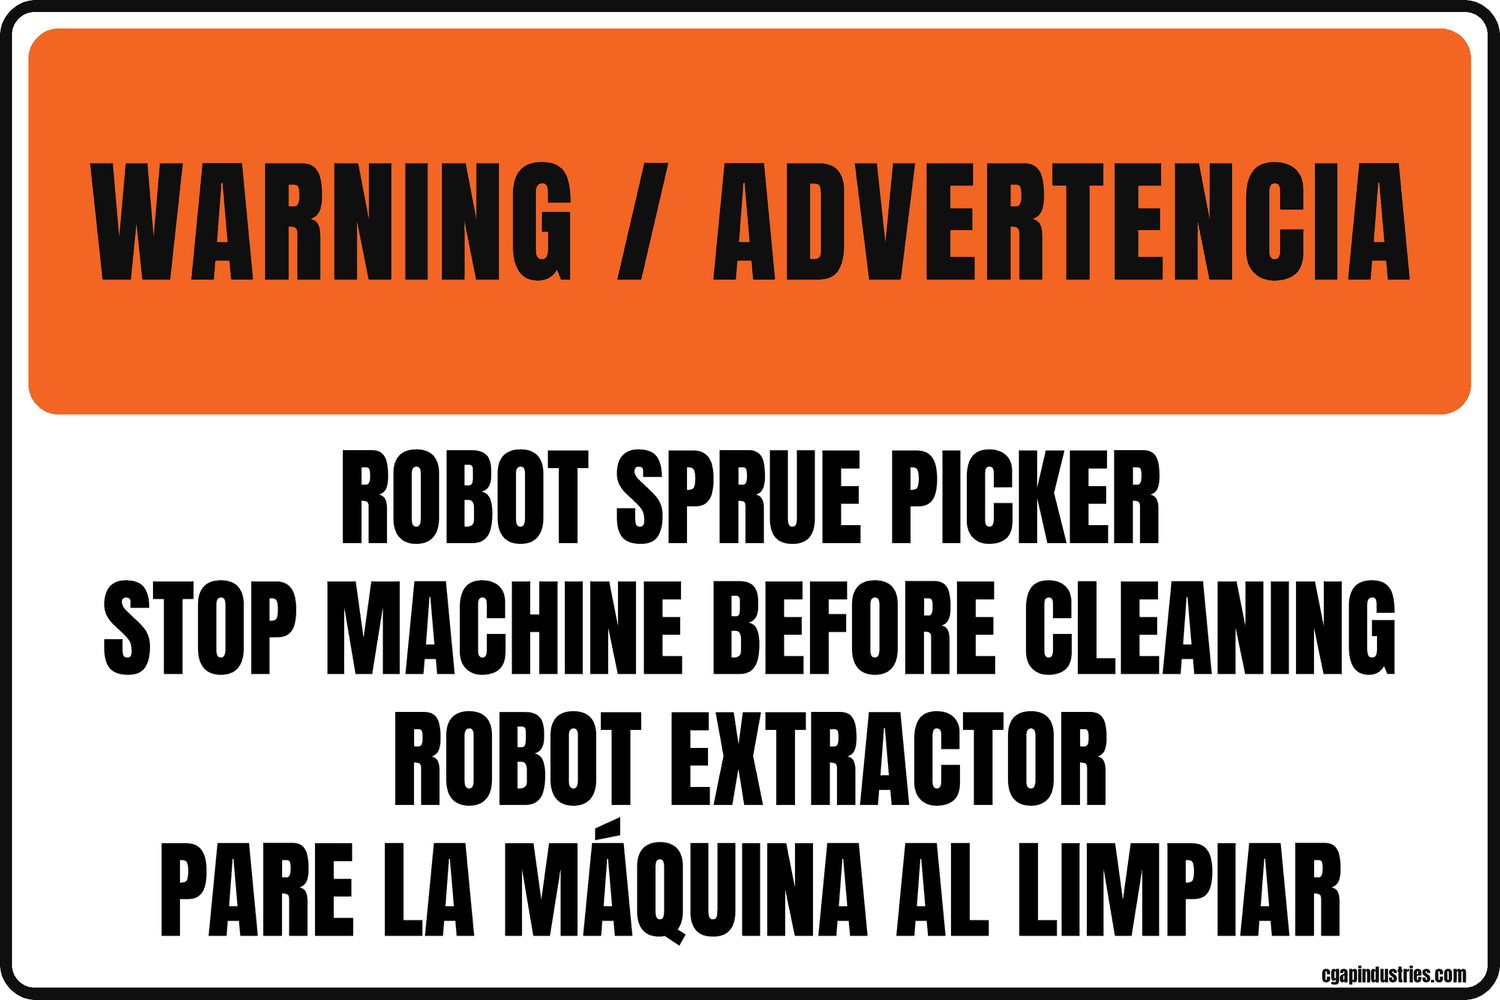 WARNING / ADVERTENCIA
ROBOT SPRUE PICKER
STOP MACHINE BEFORE CLEANING
ROBOT EXTRACTOR
PARE LA MÁQUINA AL LIMPIAR
cgapindustries.com